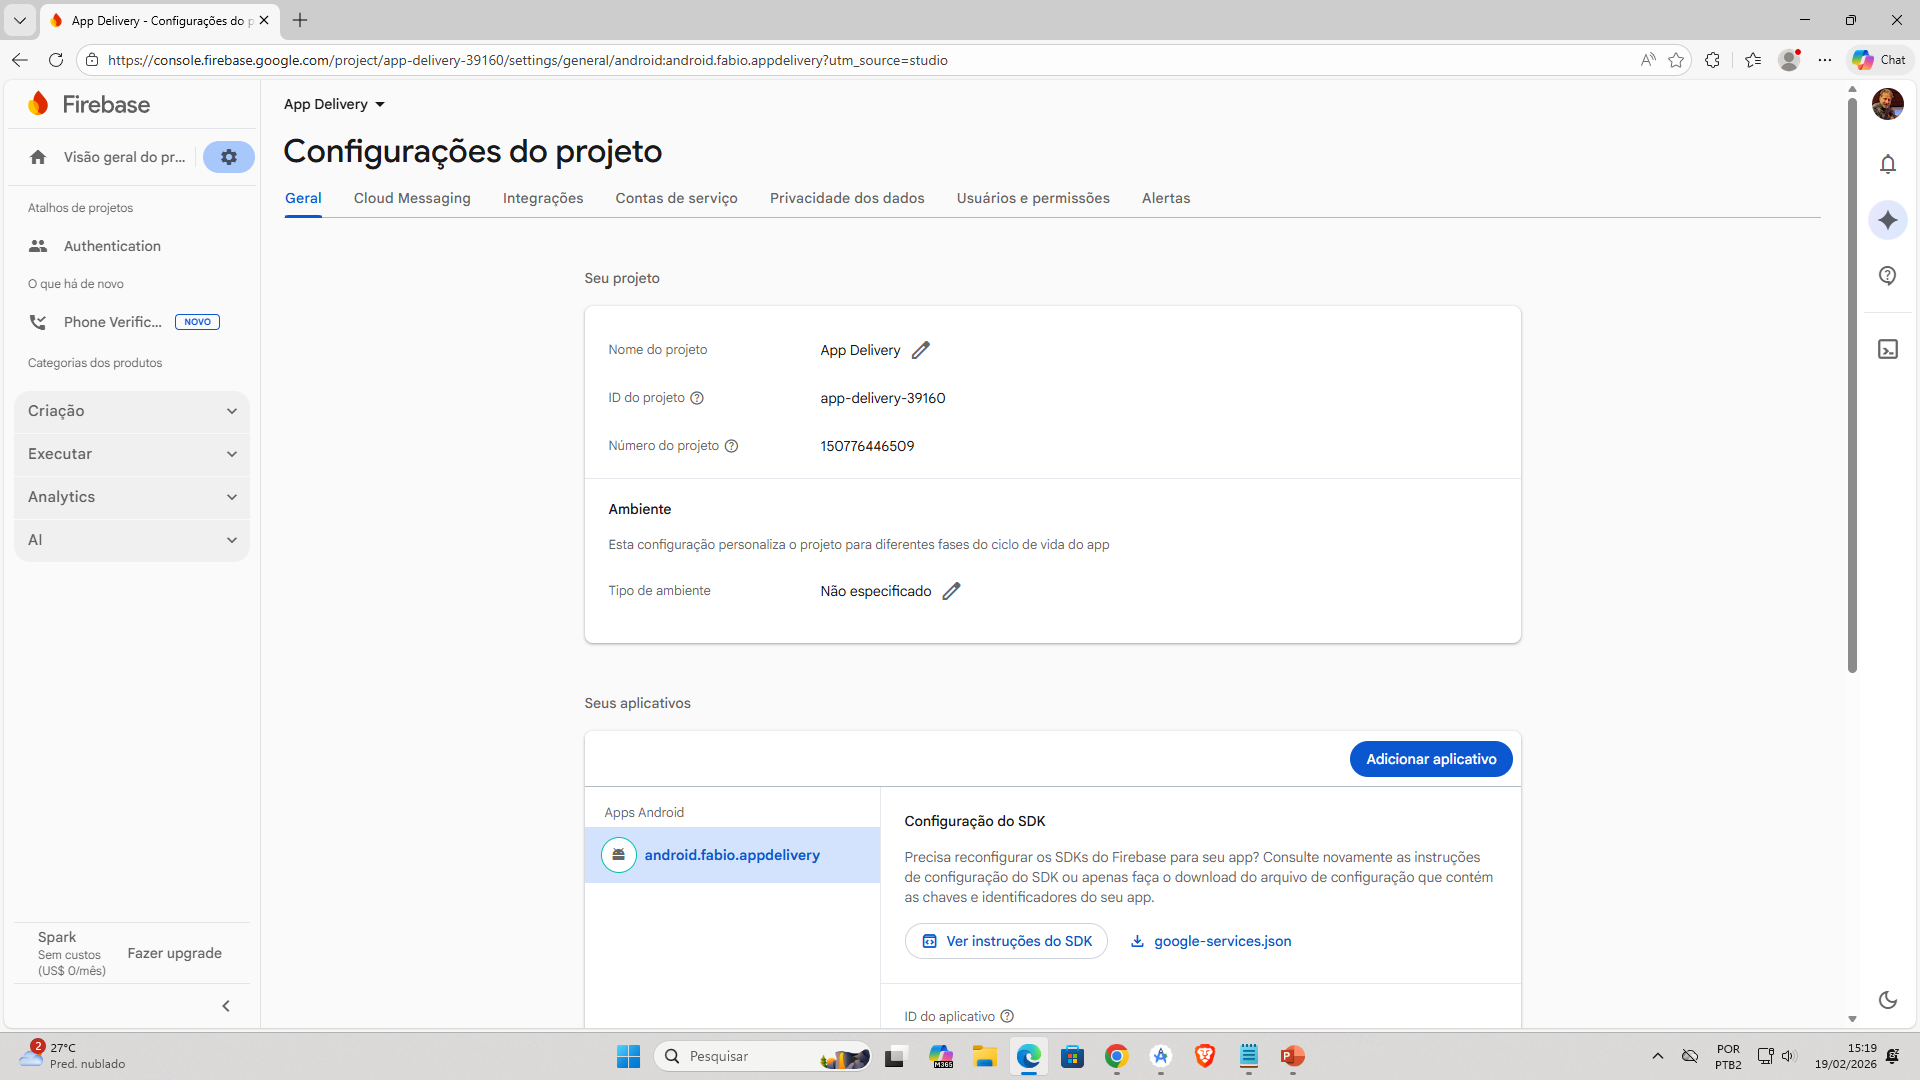 App Delivery - Configurações do p
https://console.firebase.google.com/project/app-delivery-39160/settings/general/android:android.fabio.appdelivery?utm_source=studio
Chat
Firebase
Visão geral do pr...
Atalhos de projetos
Authentication
O que há de novo
Phone Verific...
NOVO
Categorias dos produtos
Criação
Executar
Analytics
AI
Spark
Sem custos
(US$ 0/mês)
Fazer upgrade
App Delivery
Configurações do projeto
Geral
Cloud Messaging
Integrações
Contas de serviço
Privacidade dos dados
Usuários e permissões
Alertas
Seu projeto
Nome do projeto
App Delivery
ID do projeto
app-delivery-39160
Número do projeto
150776446509
Ambiente
Esta configuração personaliza o projeto para diferentes fases do ciclo de vida do app
Tipo de ambiente
Não especificado
Seus aplicativos
Adicionar aplicativo
Apps Android
android.fabio.appdelivery
Configuração do SDK
Precisa reconfigurar os SDKs do Firebase para seu app? Consulte novamente as instruções
de configuração do SDK ou apenas faça o download do arquivo de configuração que contém
as chaves e identificadores do seu app.
Ver instruções do SDK
google-services.json
ID do aplicativo
2
27°C
Pred. nublado
Pesquisar
M365
POR
PTB2
15:19
19/02/2026